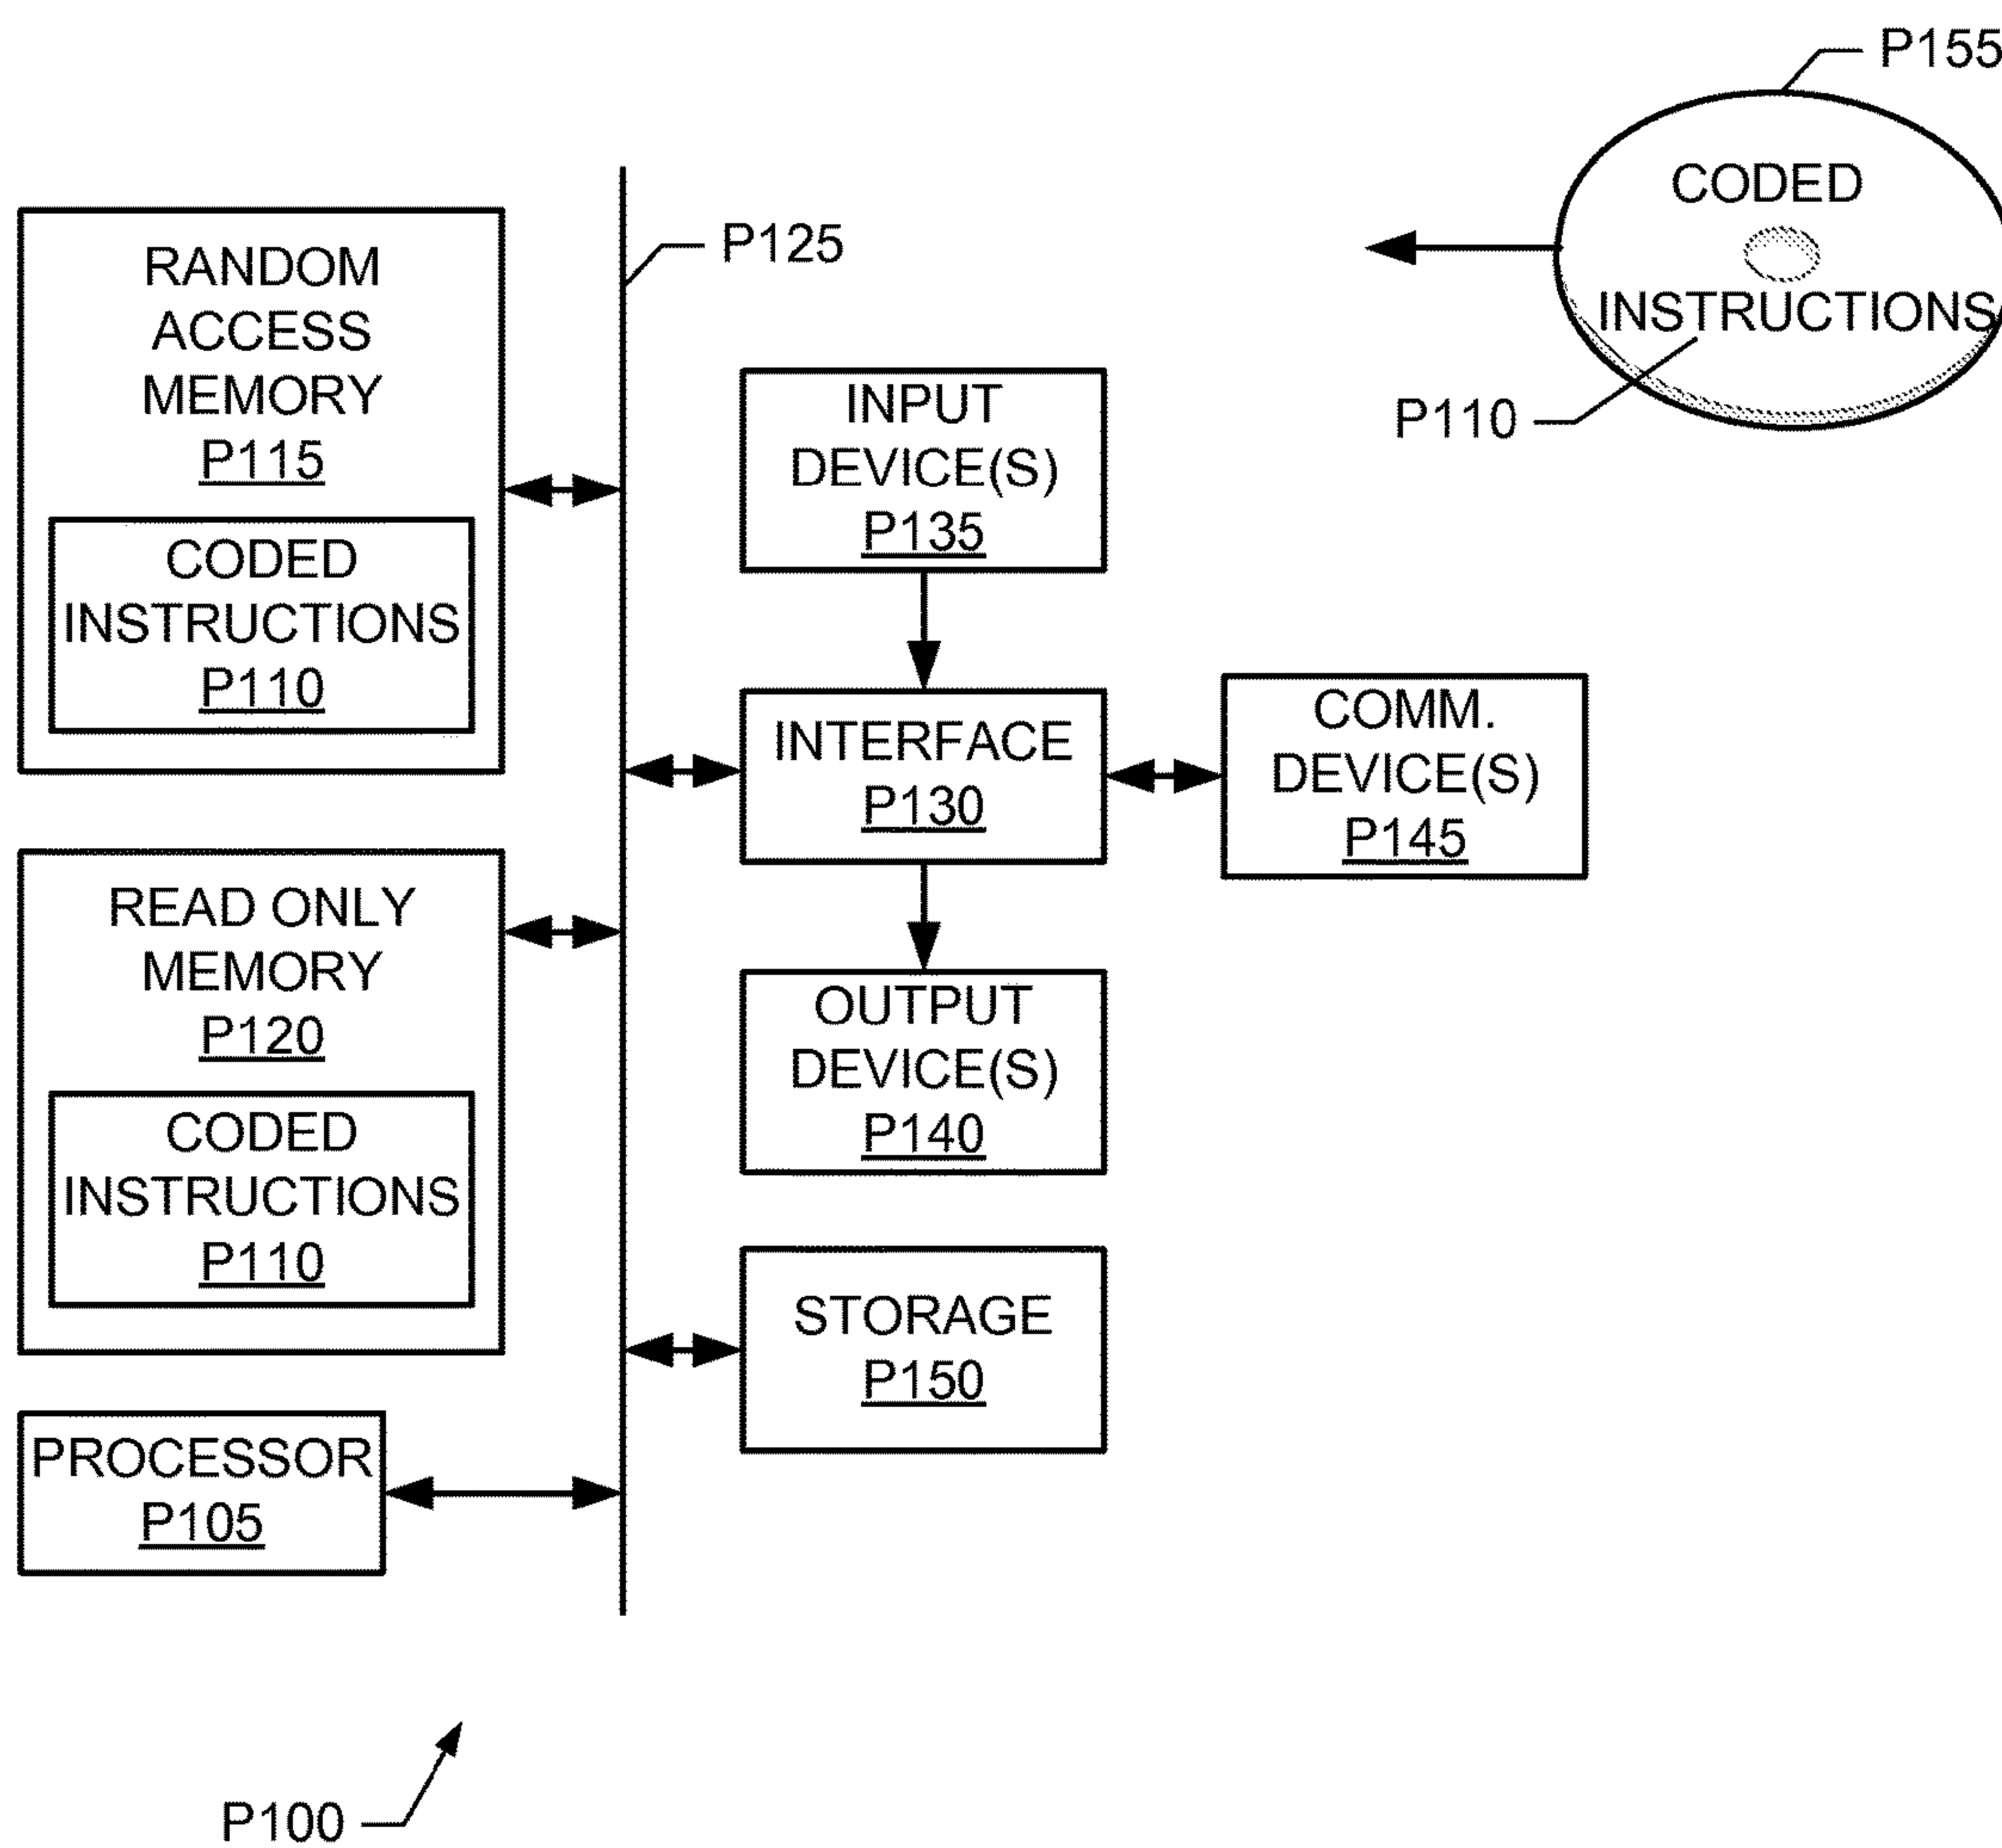 P155
CODED
INSTRUCTIONS
P110
P125
RANDOM
ACCESS
MEMORY
P115
CODED
INSTRUCTIONS
P110
READ ONLY
MEMORY
P120
CODED
INSTRUCTIONS
P110
PROCESSOR
P105
INPUT
DEVICE(S)
P135
INTERFACE
P130
COMM.
DEVICE(S)
P145
OUTPUT
DEVICE(S)
P140
STORAGE
P150
P100